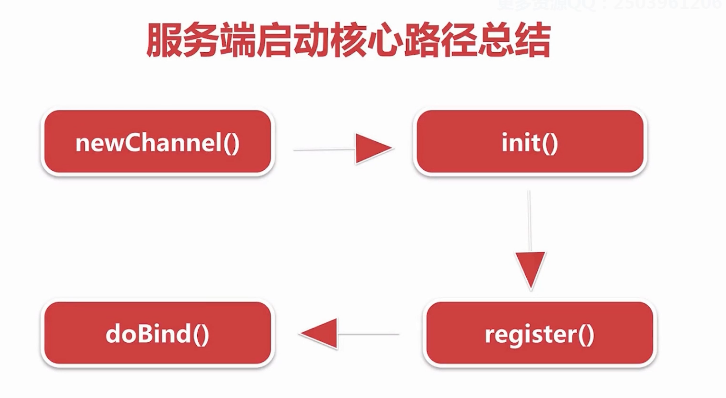 服务端启动核心路径总结
newChannel()
init()
register()
doBind()